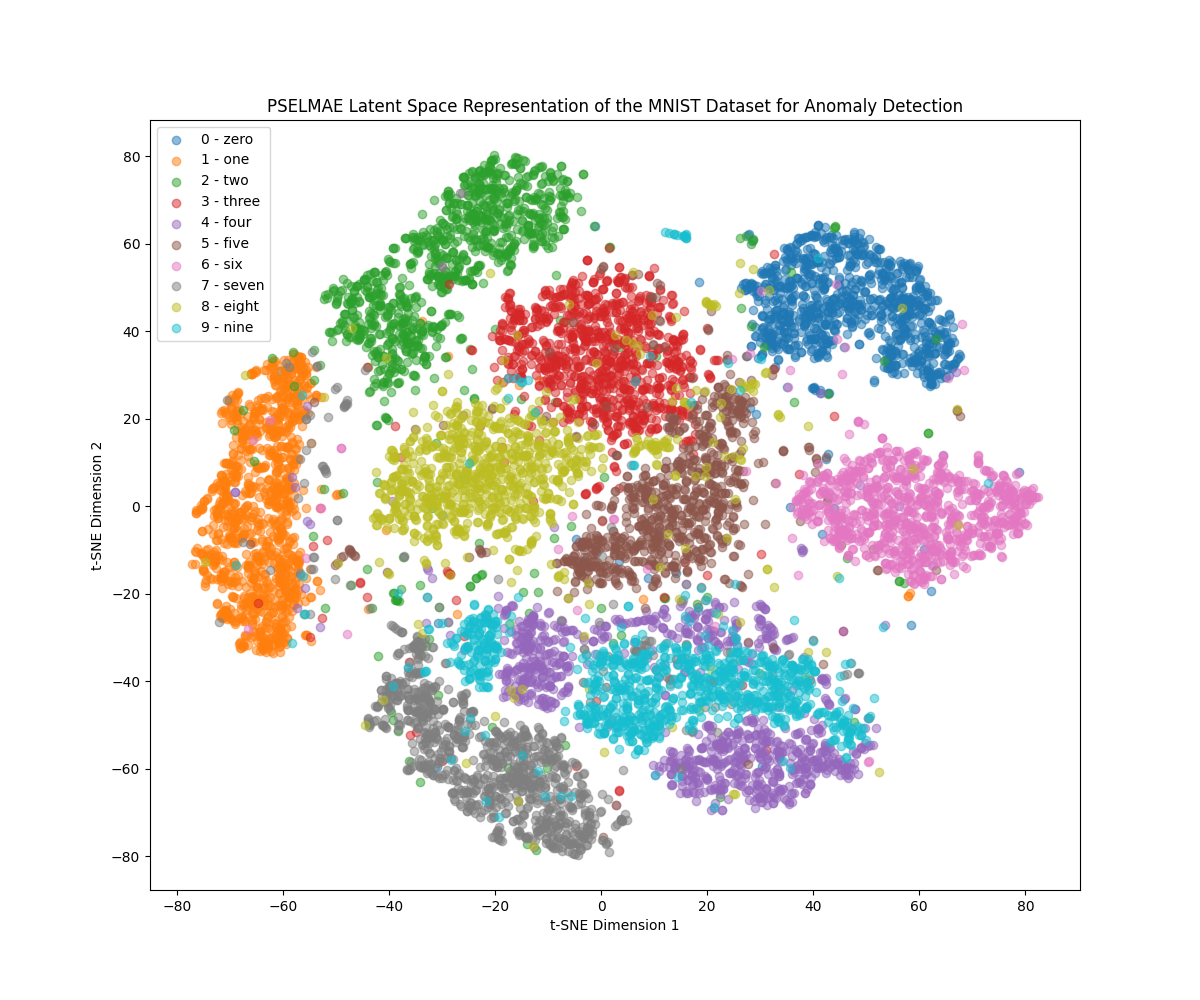 PSELMAE Latent Space Representation of the MNIST Dataset for Anomaly Detection
0 - zero
1 - one
2 - two
3 - three
4 - four
5 - five
6 - six
7 - seven
8 - eight
9 - nine
80
60
40
20
0
−20
−40
−60
−80
t-SNE Dimension 2
−80 −60 −40 −20 0 20 40 60 80
t-SNE Dimension 1